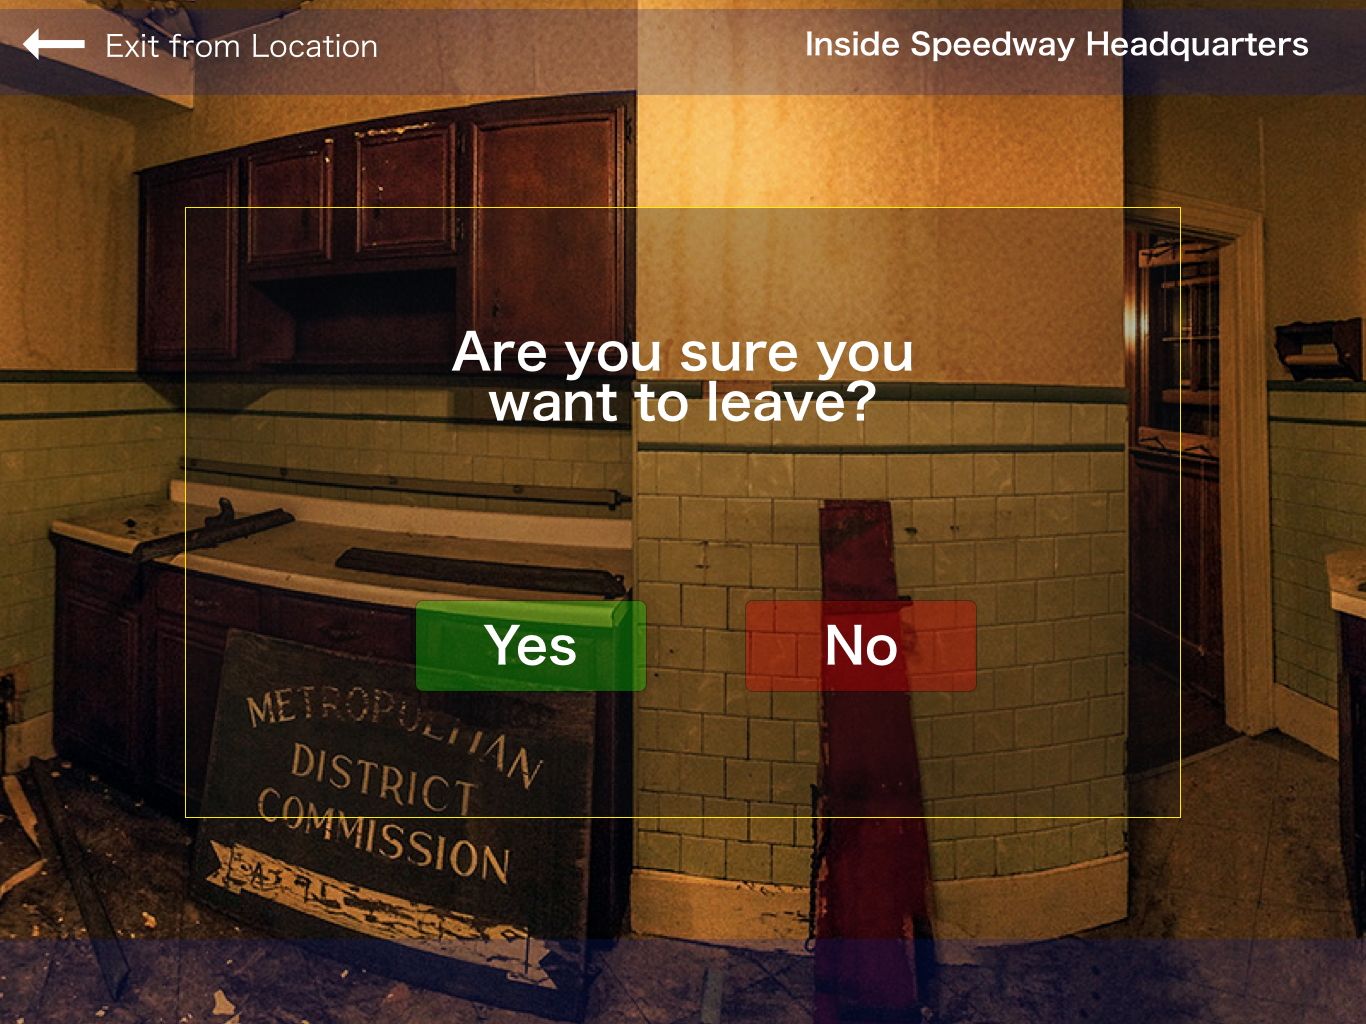 Exit from Location
Inside Speedway Headquarters
Are you sure you
want to leave?
Yes
No
METROPOLITAN
DISTRICT
COMMISSION